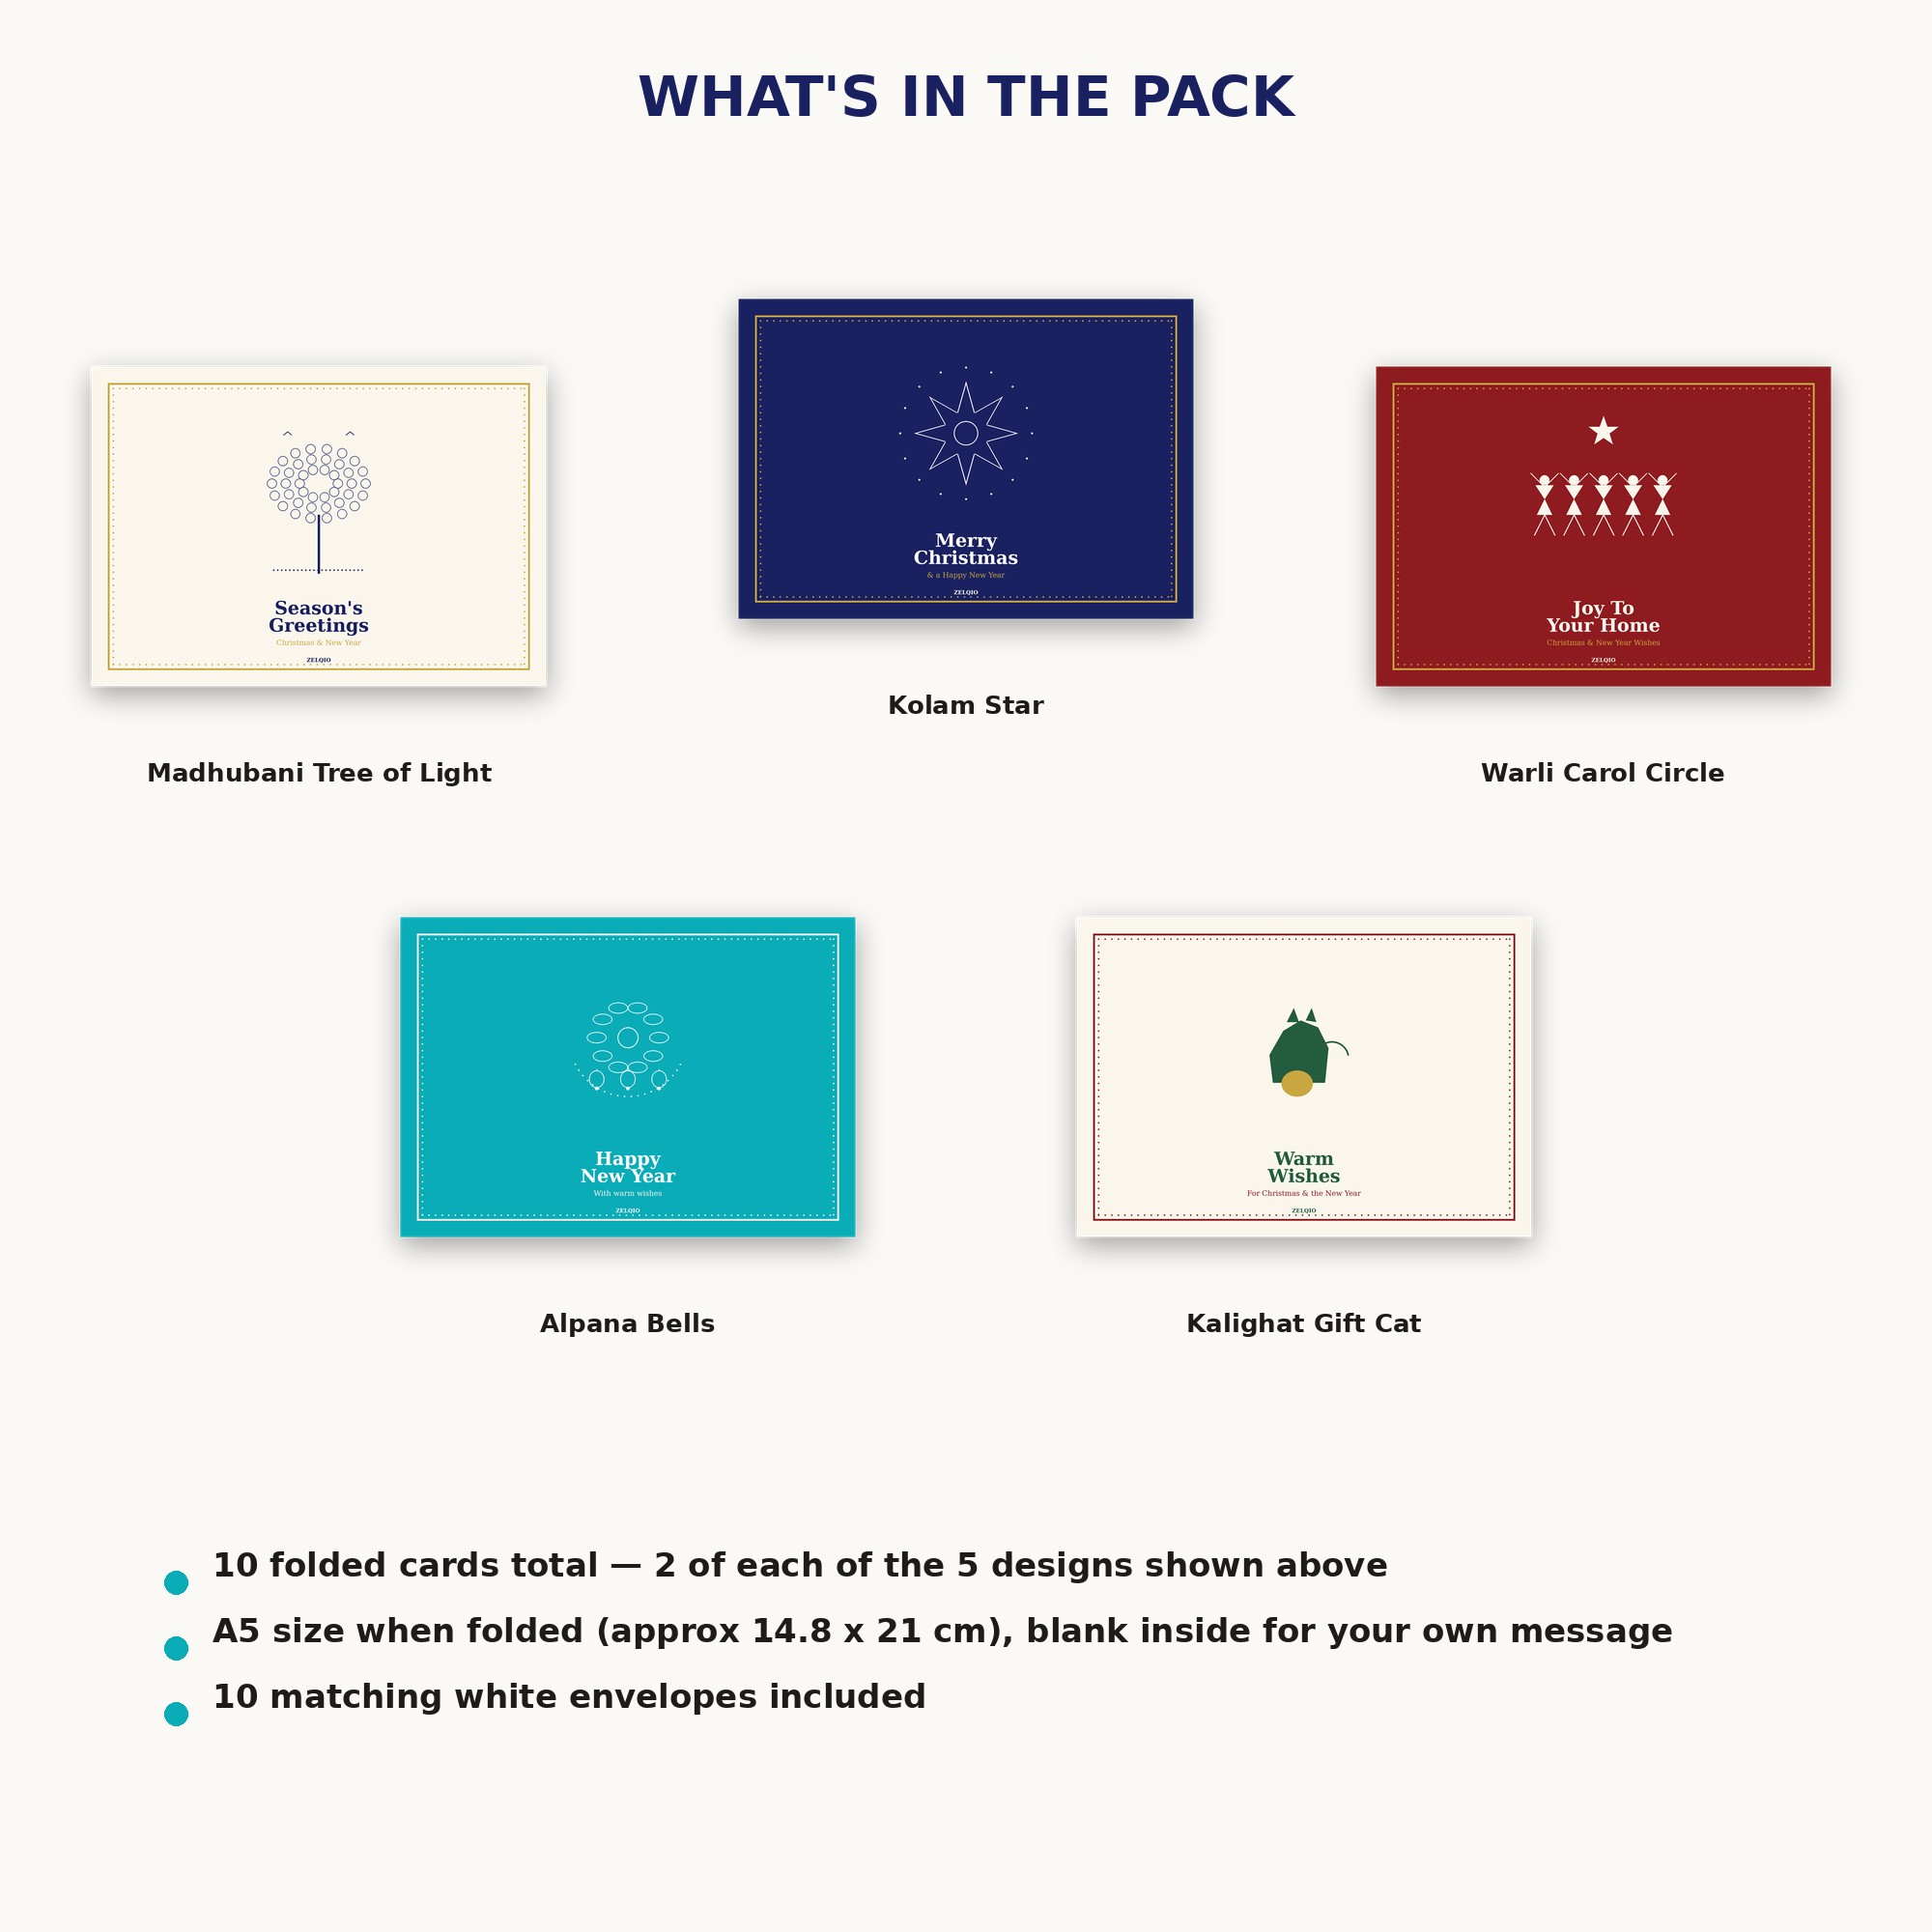 WHAT'S IN THE PACK
Season's
Greetings
Christmas & New Year
ZELQIO
Madhubani Tree of Light
Merry
Christmas
& a Happy New Year
ZELQIO
Kolam Star
Joy To
Your Home
Christmas & New Year Wishes
ZELQIO
Warli Carol Circle
Happy
New Year
With warm wishes
ZELQIO
Alpana Bells
Warm
Wishes
For Christmas & the New Year
ZELQIO
Kalighat Gift Cat
10 folded cards total — 2 of each of the 5 designs shown above
A5 size when folded (approx 14.8 x 21 cm), blank inside for your own message
10 matching white envelopes included